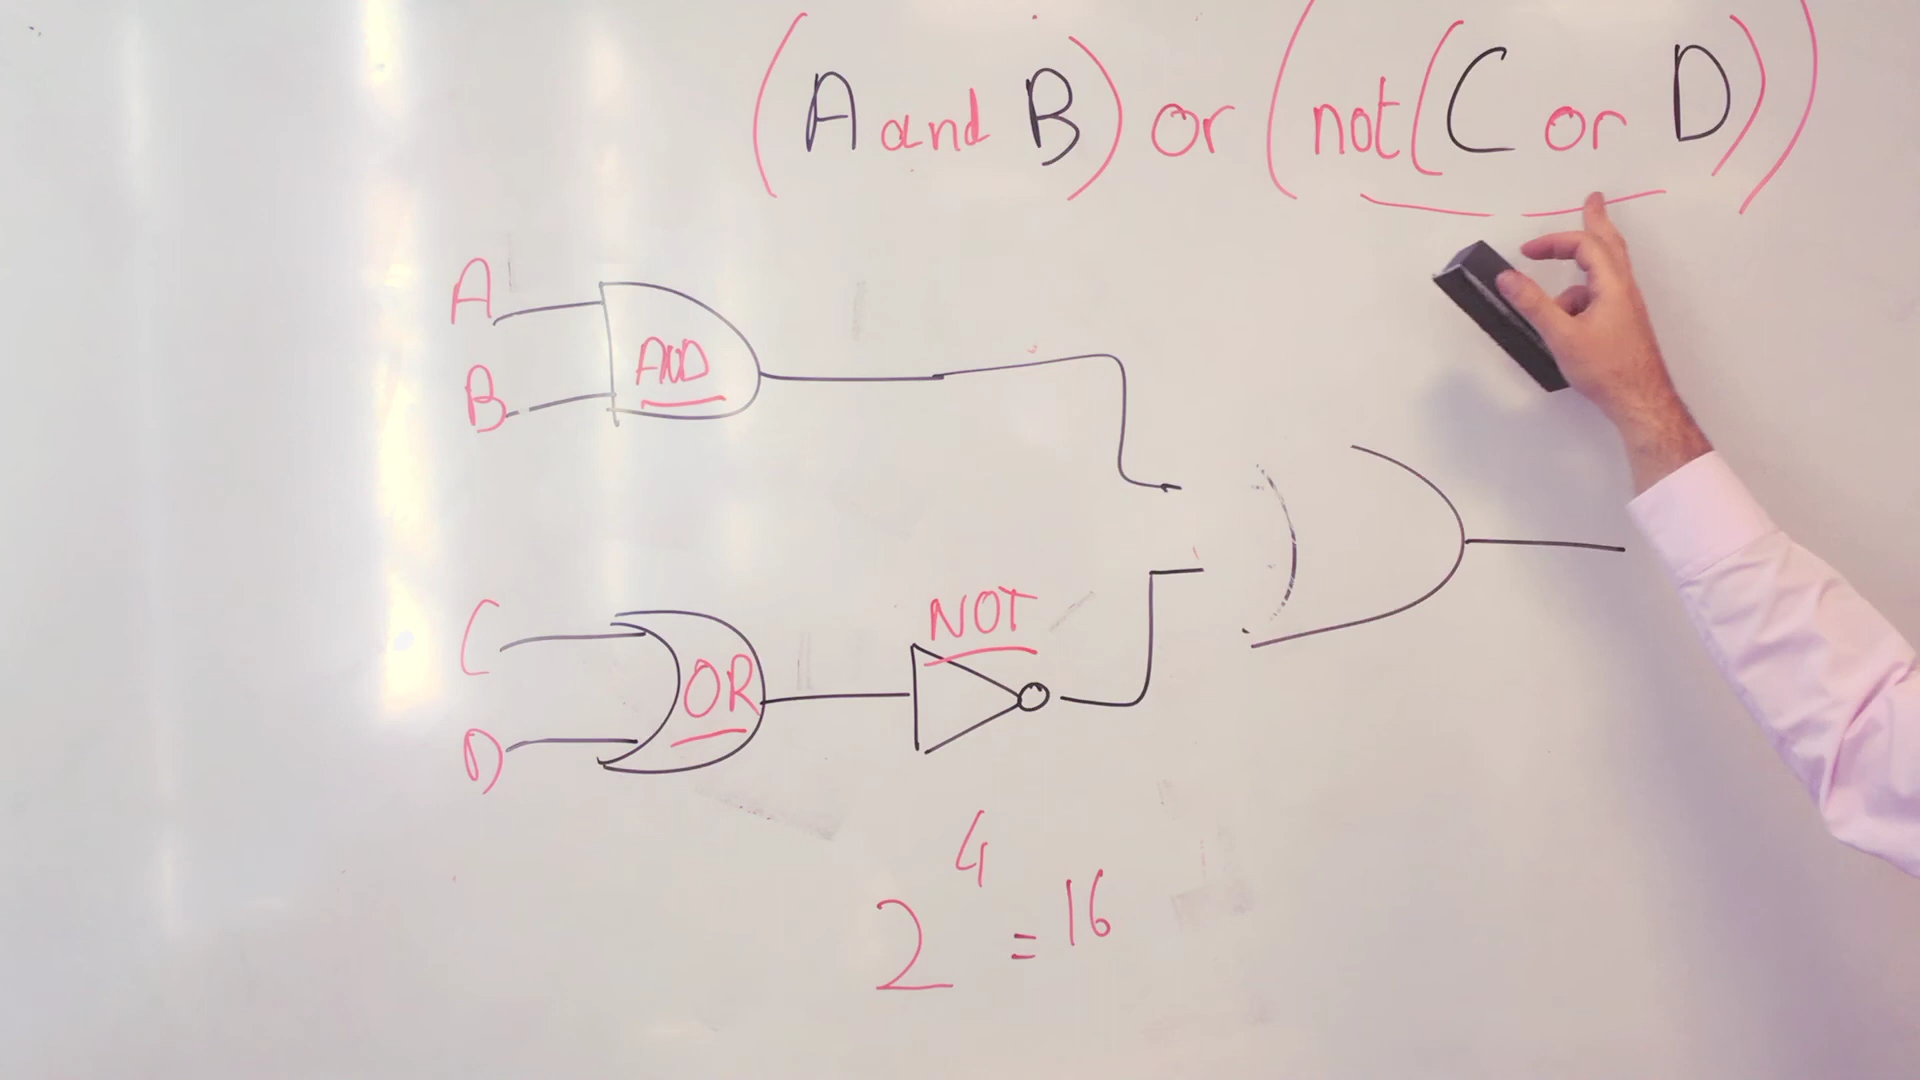 (A and B) or (not(C or D))
A
B
AND
C
D
OR
NOT
2^4 = 16